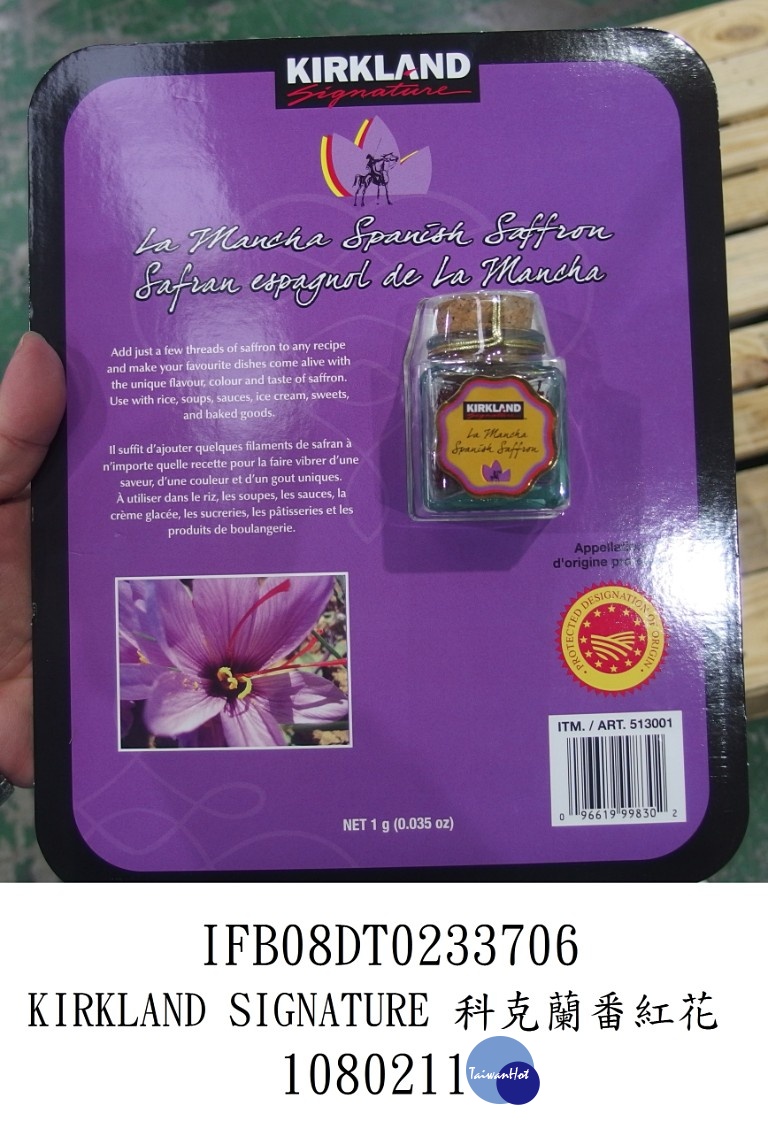 KIRKLAND
Signature
La Mancha Spanish Saffron
Safran espagnol de La Mancha
Add just a few threads of saffron to any recipe
and make your favourite dishes come alive with
the unique flavour, colour and taste of saffron.
Use with rice, soups, sauces, ice cream, sweets,
and baked goods.
Il suffit d'ajouter quelques filaments de safran à
n'importe quelle recette pour la faire vibrer d'une
saveur, d'une couleur et d'un gout uniques.
À utiliser dans le riz, les soupes, les sauces, la
crème glacée, les sucreries, les pâtisseries et les
produits de boulangerie.
KIRKLAND
Signature
La Mancha
Spanish Saffron
d'origine
PROTECTED DESIGNATION OF ORIGIN
ITM. / ART. 513001
0 96619 99830 2
NET 1 g (0.035 oz)
IFB08DT0233706
KIRKLAND SIGNATURE 科克蘭番紅花
1080211
TaiwanHot